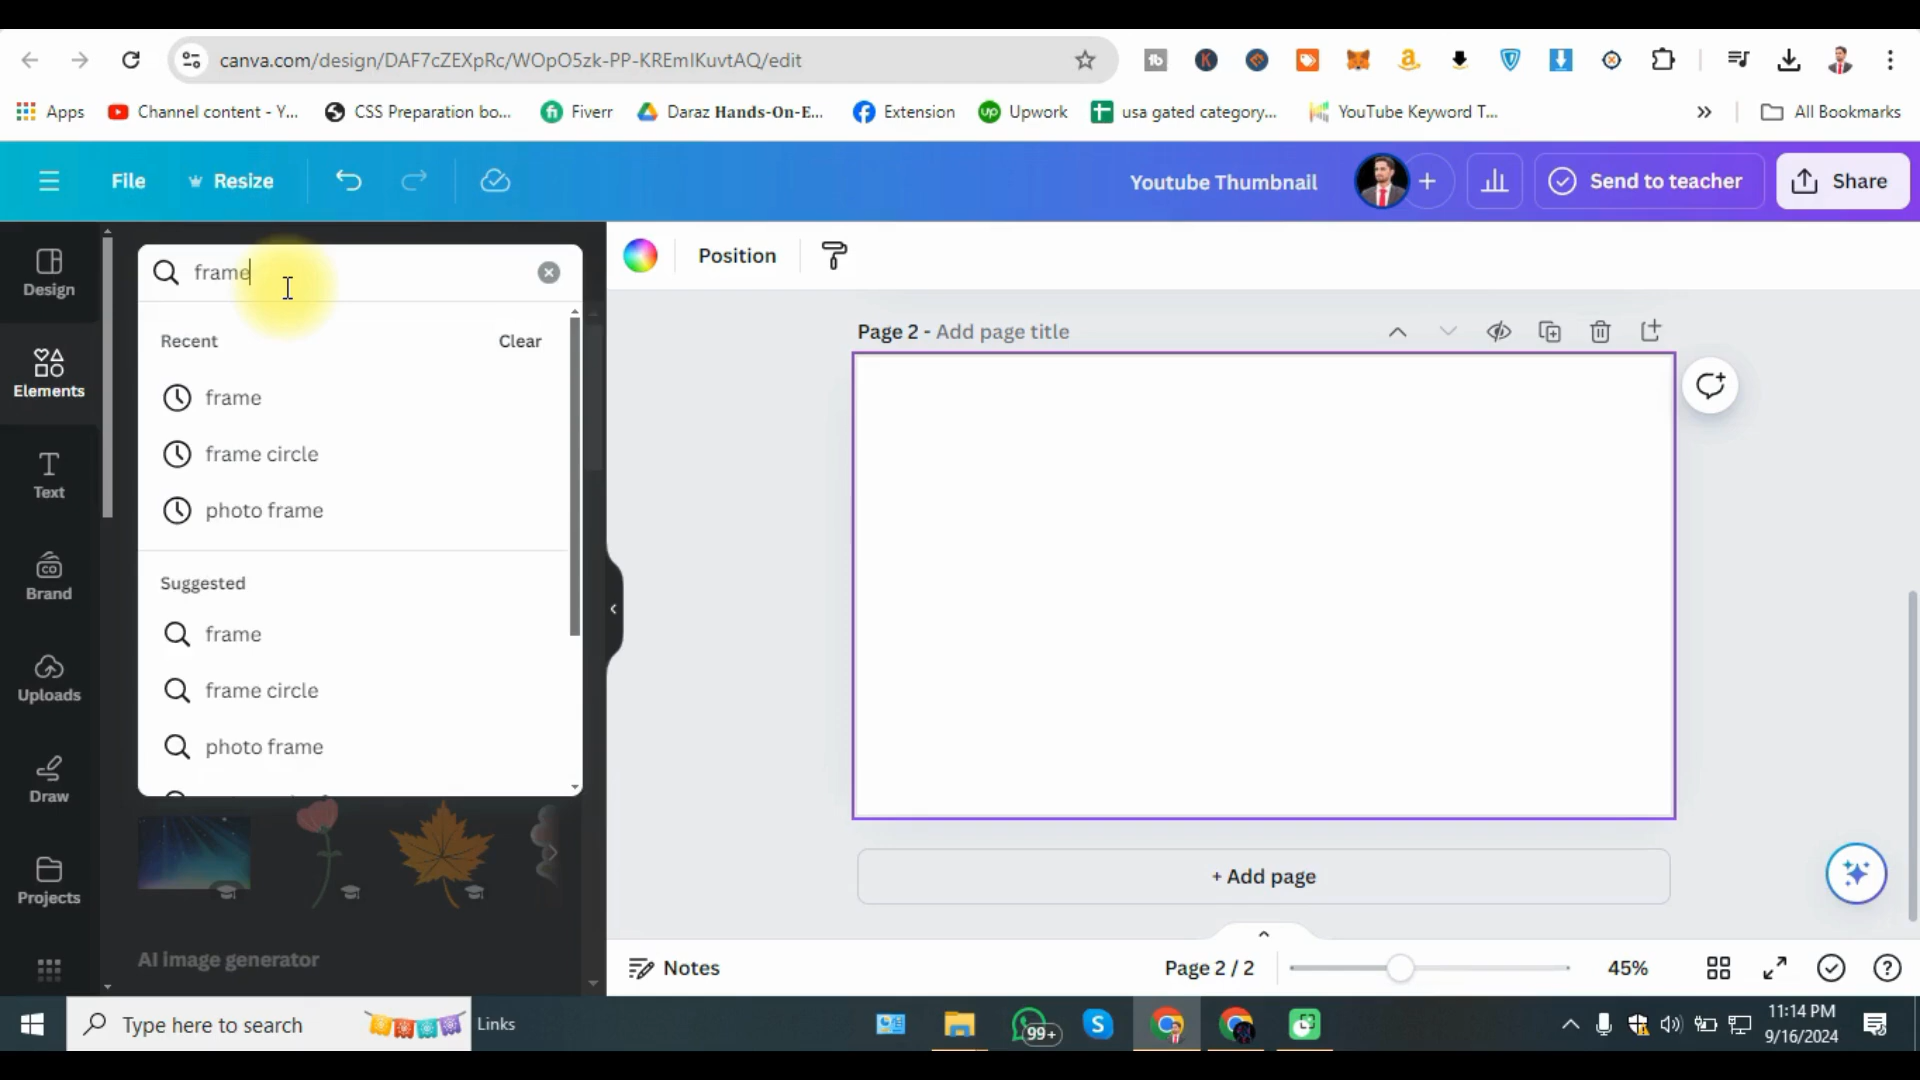 canva.com/design/DAF7cZEXpRc/WOpO5zk-PP-KREmIKuvtAQ/edit
Apps
Channel content - Y...
CSS Preparation bo...
Fiverr
Daraz Hands-On-E...
Extension
Upwork
usa gated category...
YouTube Keyword T...
All Bookmarks
File
Resize
Youtube Thumbnail
Send to teacher
Share
Design
Elements
Text
Brand
Uploads
Draw
Projects
frame
Recent
Clear
frame
frame circle
photo frame
Suggested
frame
frame circle
photo frame
AI image generator
Position
Page 2 - Add page title
+ Add page
Notes
Page 2 / 2
45%
Type here to search
Links
99+
11:14 PM
9/16/2024